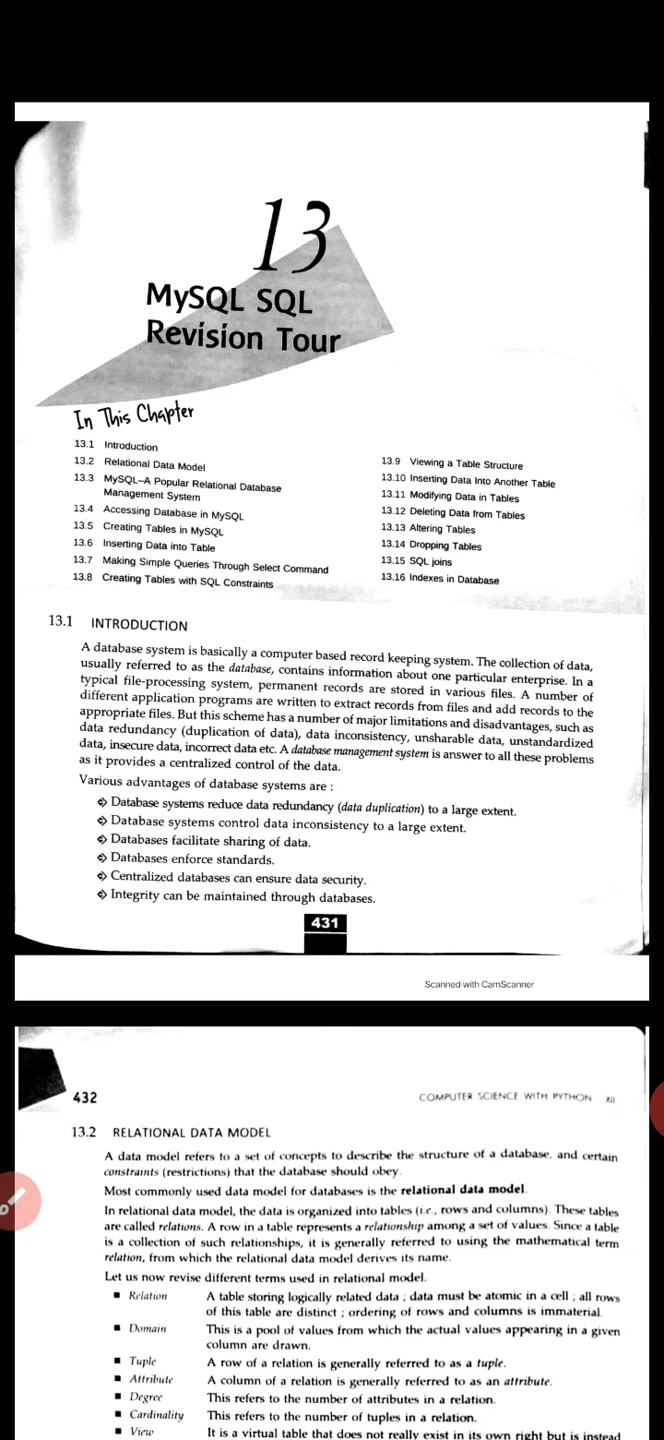 13
MySQL SQL
Revision Tour
In This Chapter
13.1 Introduction
13.2 Relational Data Model
13.3 MySQL–A Popular Relational Database
Management System
13.4 Accessing Database in MySQL
13.5 Creating Tables in MySQL
13.6 Inserting Data into Table
13.7 Making Simple Queries Through Select Command
13.8 Creating Tables with SQL Constraints
13.9 Viewing a Table Structure
13.10 Inserting Data Into Another Table
13.11 Modifying Data in Tables
13.12 Deleting Data from Tables
13.13 Altering Tables
13.14 Dropping Tables
13.15 SQL joins
13.16 Indexes in Database
13.1 INTRODUCTION
A database system is basically a computer based record keeping system. The collection of data,
usually referred to as the database, contains information about one particular enterprise. In a
typical file-processing system, permanent records are stored in various files. A number of
different application programs are written to extract records from files and add records to the
appropriate files. But this scheme has a number of major limitations and disadvantages, such as
data redundancy (duplication of data), data inconsistency, unsharable data, unstandardized
data, insecure data, incorrect data etc. A database management system is answer to all these problems
as it provides a centralized control of the data.
Various advantages of database systems are :
Database systems reduce data redundancy (data duplication) to a large extent.
Database systems control data inconsistency to a large extent.
Databases facilitate sharing of data.
Databases enforce standards.
Centralized databases can ensure data security.
Integrity can be maintained through databases.
431
Scanned with CamScanner
432
COMPUTER SCIENCE WITH PYTHON XII
13.2 RELATIONAL DATA MODEL
A data model refers to a set of concepts to describe the structure of a database, and certain
constraints (restrictions) that the database should obey.
Most commonly used data model for databases is the relational data model.
In relational data model, the data is organized into tables (i.e., rows and columns). These tables
are called relations. A row in a table represents a relationship among a set of values. Since a table
is a collection of such relationships, it is generally referred to using the mathematical term
relation, from which the relational data model derives its name.
Let us now revise different terms used in relational model.
■ Relation A table storing logically related data ; data must be atomic in a cell ; all rows
of this table are distinct ; ordering of rows and columns is immaterial.
■ Domain This is a pool of values from which the actual values appearing in a given
column are drawn.
■ Tuple A row of a relation is generally referred to as a tuple.
■ Attribute A column of a relation is generally referred to as an attribute.
■ Degree This refers to the number of attributes in a relation.
■ Cardinality This refers to the number of tuples in a relation.
■ View It is a virtual table that does not really exist in its own right but is instead